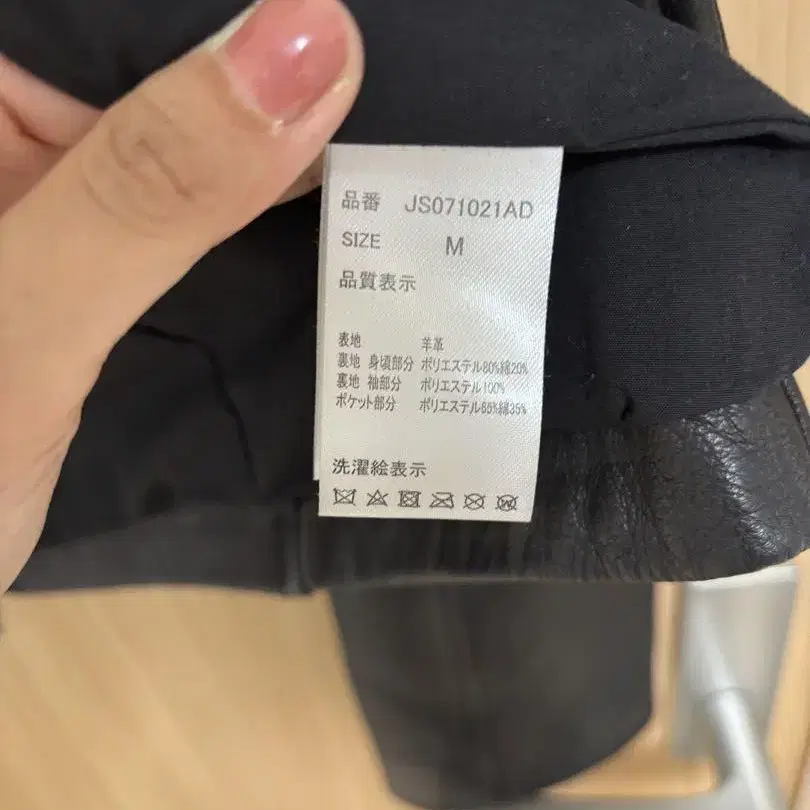 品番 JS071021AD
SIZE M
品質表示
表地 羊革
裏地 身頃部分 ポリエステル80%綿20%
裏地 袖部分 ポリエステル100%
ポケット部分 ポリエステル65%綿35%
洗濯絵表示